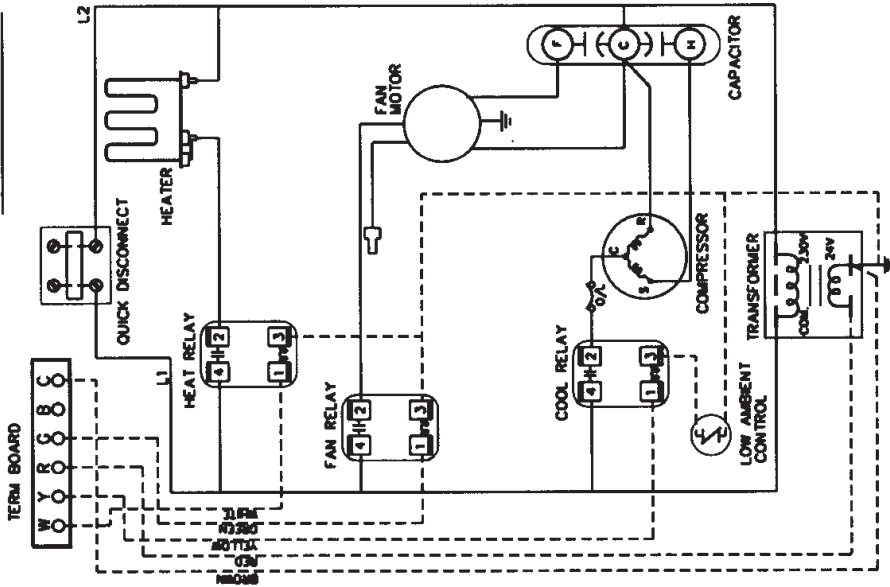 TERM BOARD
W Y R G B C
QUICK DISCONNECT
L1
L2
HEATER
HEAT RELAY
4 2
1 3
FAN MOTOR
FAN RELAY
4 2
1 3
F C H
CAPACITOR
COOL RELAY
4 2
1 3
O/L
C
S R
COMPRESSOR
LOW AMBIENT
CONTROL
TRANSFORMER
COM. 230V
24V
WHITE
GREEN
YELLOW
RED
BROWN